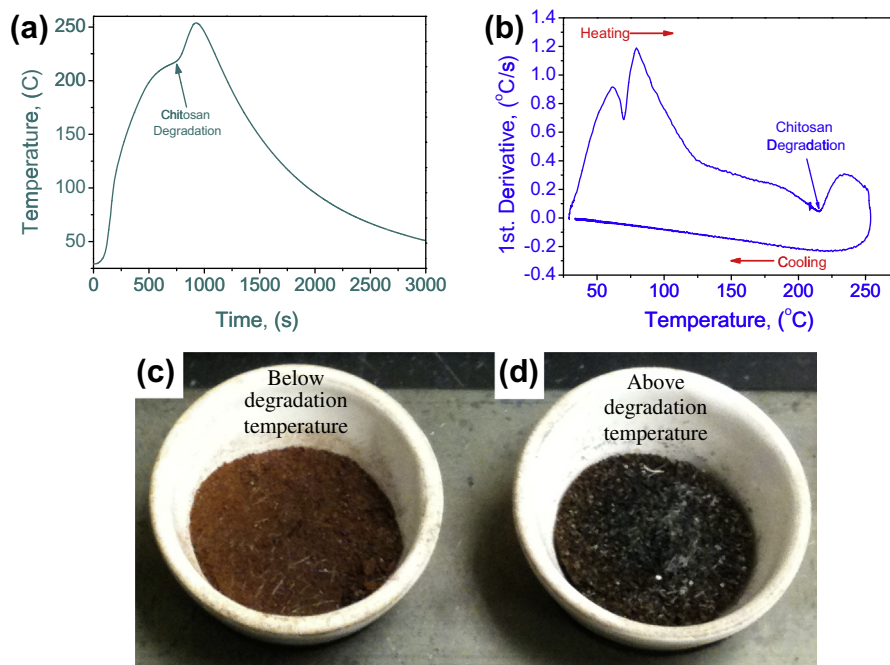 (a)
250
200
150
100
50
Temperature, (C)
Chitosan
Degradation
0 500 1000 1500 2000 2500 3000
Time, (s)
(b)
1.4
1.2
1.0
0.8
0.6
0.4
0.2
0.0
-0.2
-0.4
1st. Derivative, (°C/s)
Heating
Chitosan
Degradation
Cooling
50 100 150 200 250
Temperature, (°C)
(c)
Below
degradation
temperature
(d)
Above
degradation
temperature